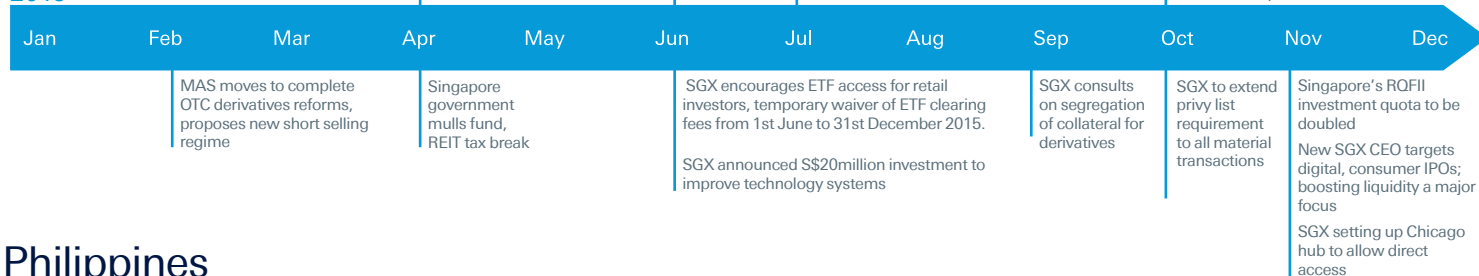 Jan Feb Mar Apr May Jun Jul Aug Sep Oct Nov Dec
MAS moves to complete
OTC derivatives reforms,
proposes new short selling
regime
Singapore
government
mulls fund,
REIT tax break
SGX encourages ETF access for retail
investors, temporary waiver of ETF clearing
fees from 1st June to 31st December 2015.
SGX announced S$20million investment to
improve technology systems
SGX consults
on segregation
of collateral for
derivatives
SGX to extend
privy list
requirement
to all material
transactions
Singapore's RQFII
investment quota to be
doubled
New SGX CEO targets
digital, consumer IPOs;
boosting liquidity a major
focus
SGX setting up Chicago
hub to allow direct
access
Philippines